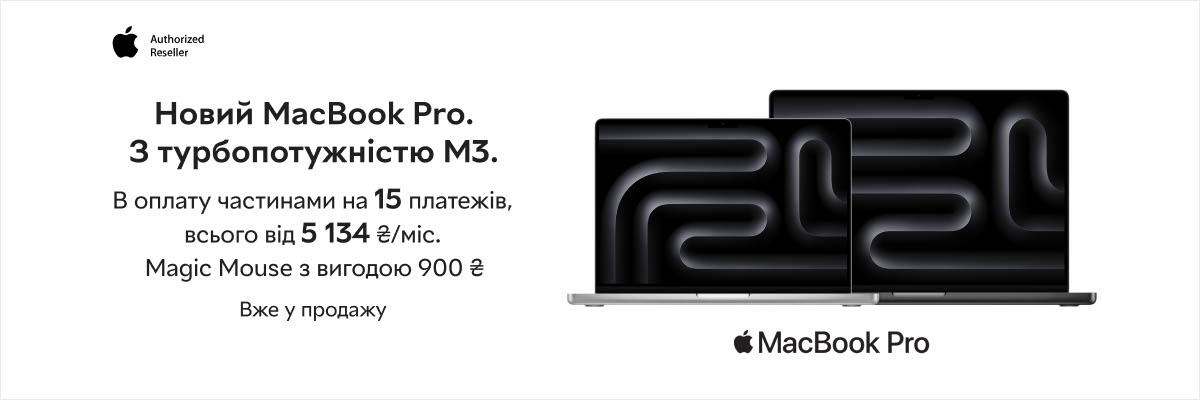 Authorized
Reseller
Новий MacBook Pro.
З турбопотужністю M3.
В оплату частинами на 15 платежів,
всього від 5 134 ₴/міс.
Magic Mouse з вигодою 900 ₴
Вже у продажу
MacBook Pro